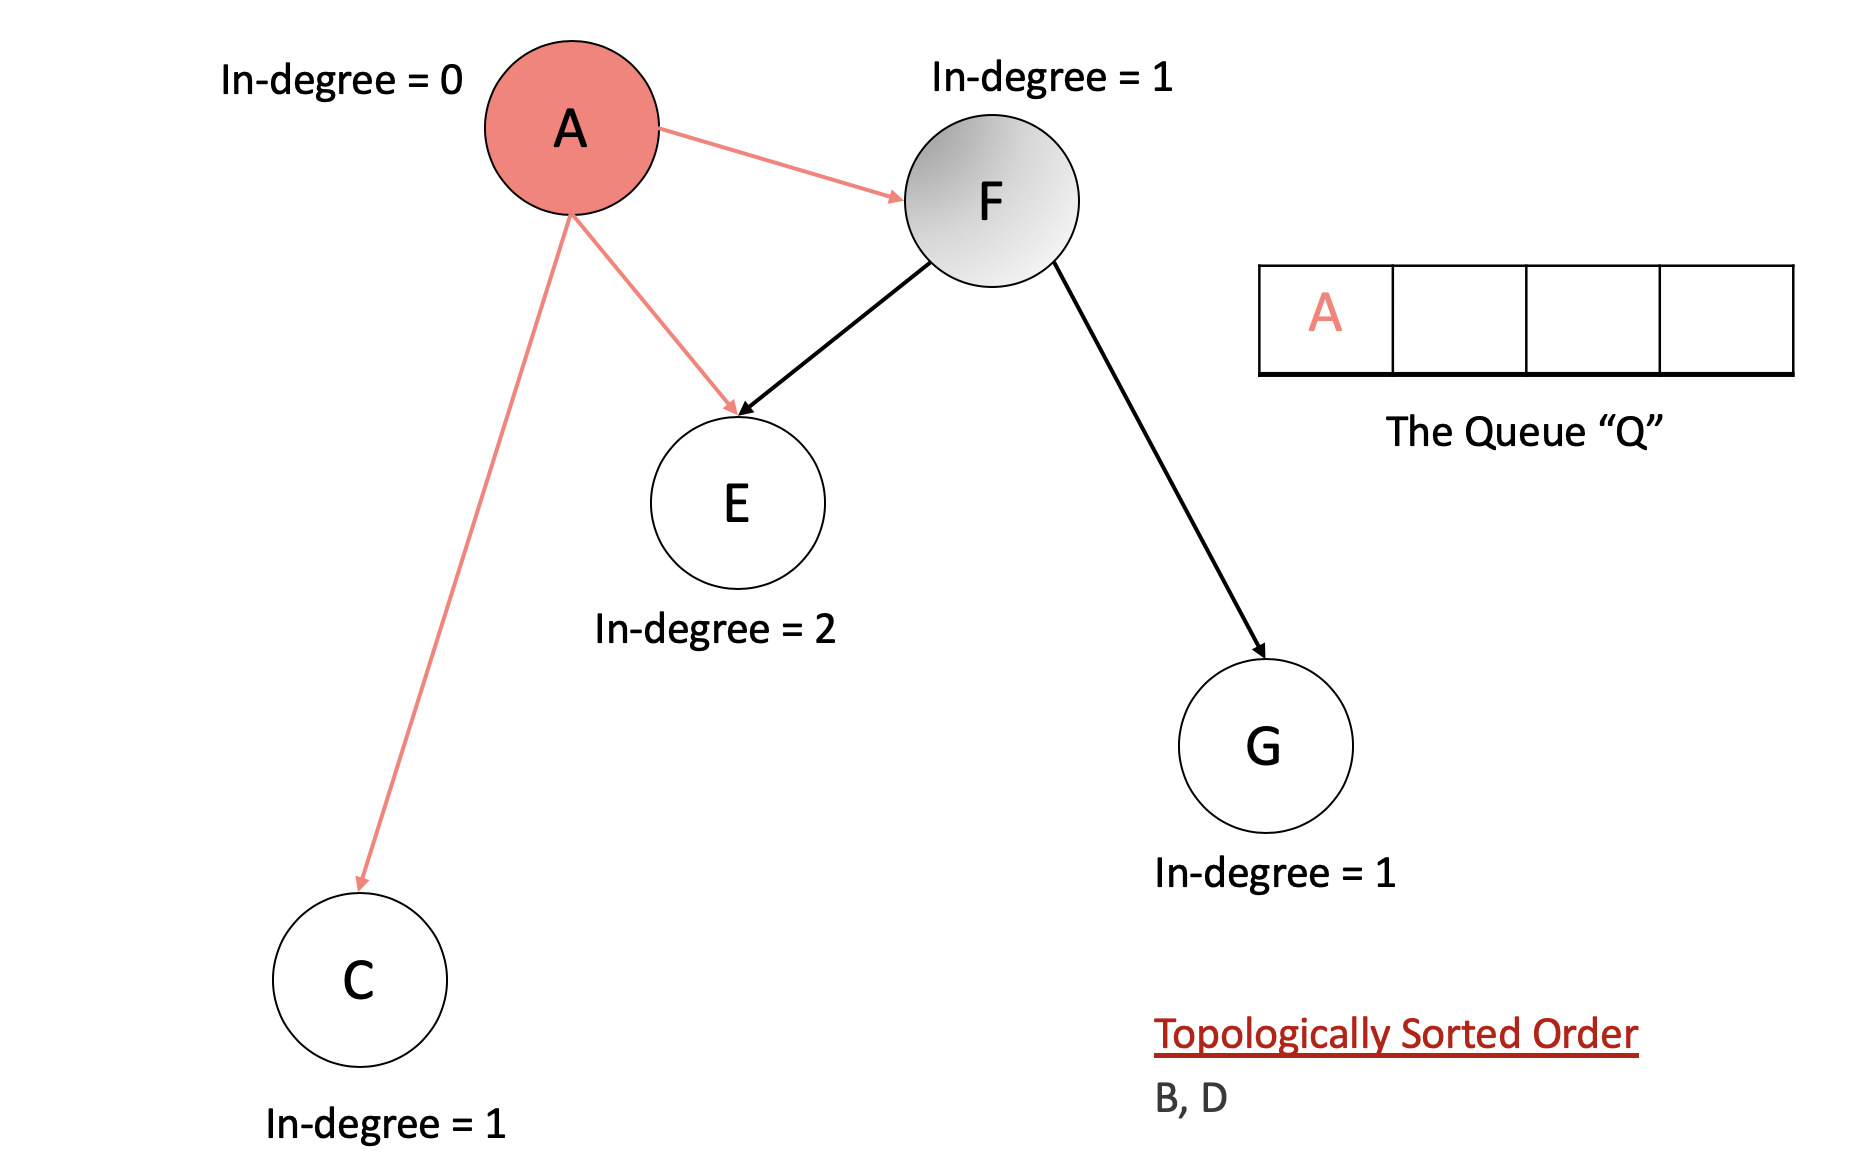 In-degree = 0
A
In-degree = 1
F
A
The Queue “Q”
E
In-degree = 2
G
In-degree = 1
C
In-degree = 1
Topologically Sorted Order
B, D